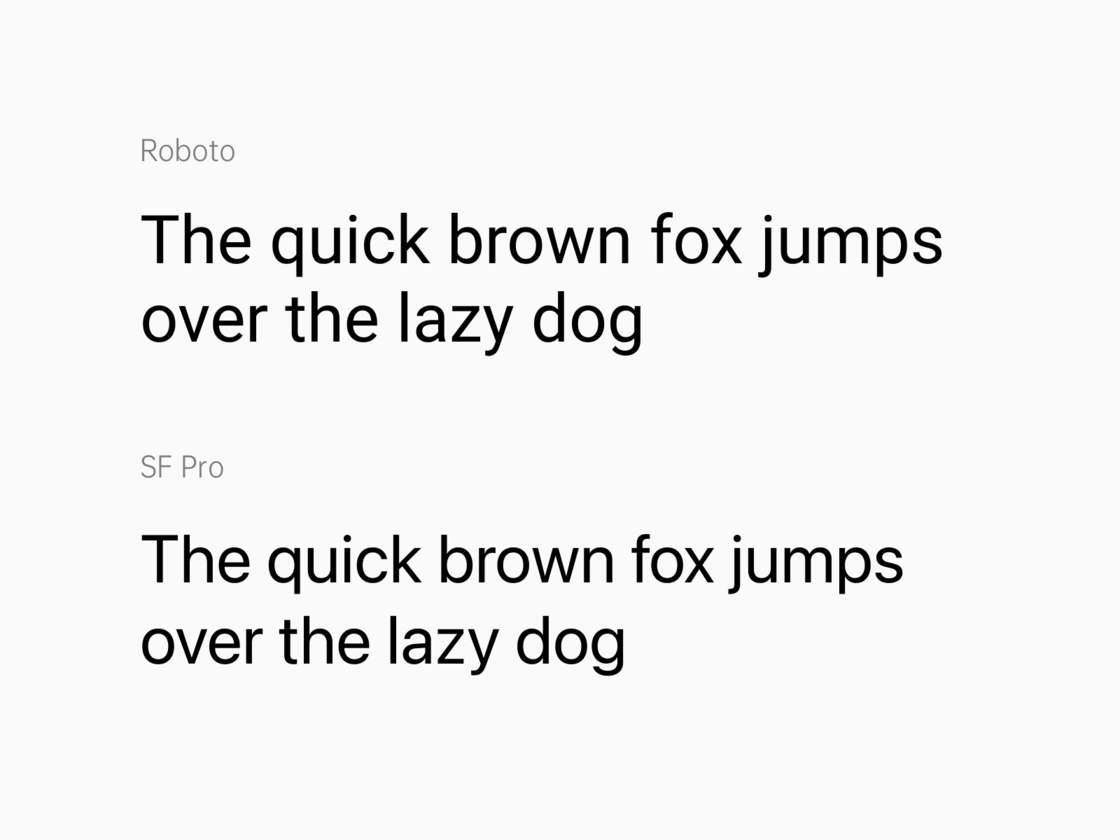 Roboto
The quick brown fox jumps
over the lazy dog
SF Pro
The quick brown fox jumps
over the lazy dog